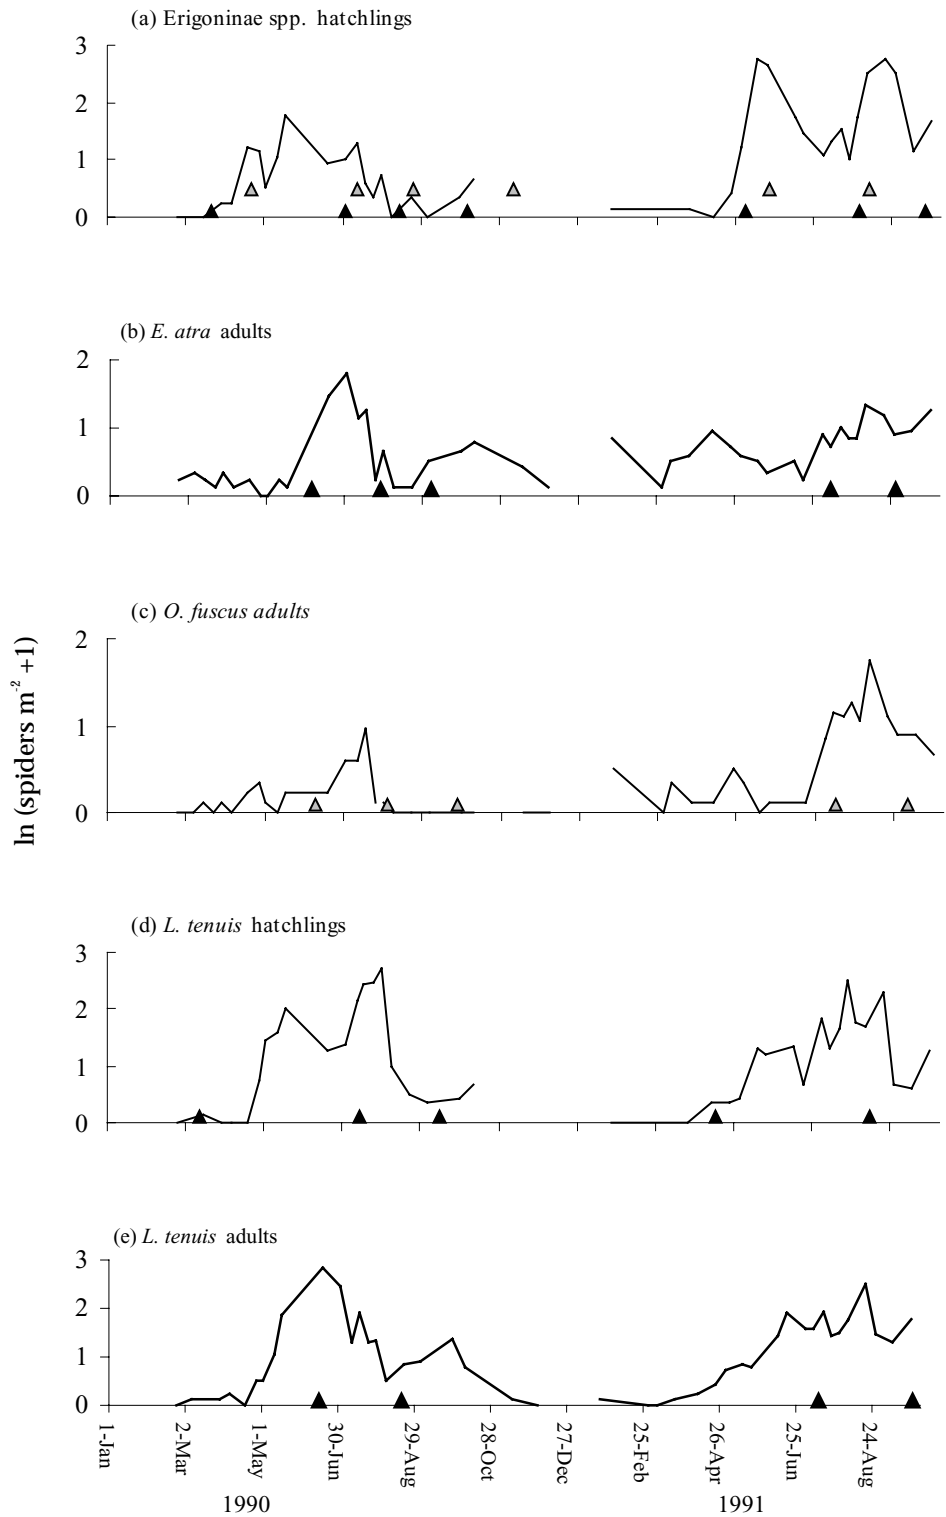 (a) Erigoninae spp. hatchlings
3
2
1
0
(b) E. atra adults
2
1
0
(c) O. fuscus adults
2
1
0
ln (spiders m⁻² +1)
(d) L. tenuis hatchlings
3
2
1
0
(e) L. tenuis adults
3
2
1
0
1-Jan
2-Mar
1-May
30-Jun
29-Aug
28-Oct
27-Dec
25-Feb
26-Apr
25-Jun
24-Aug
1990
1991